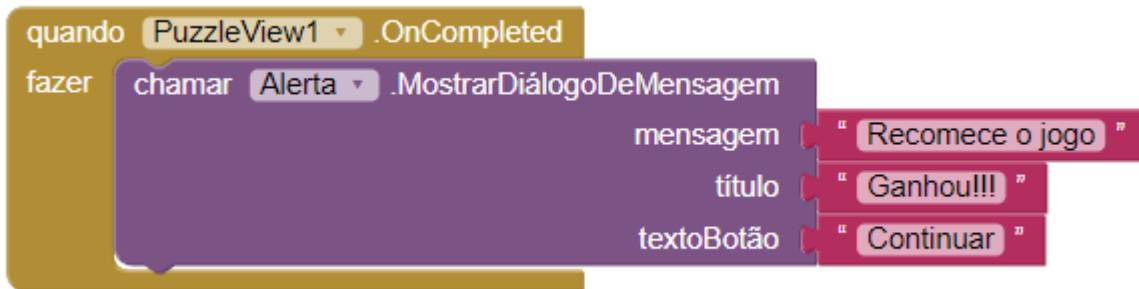 quando PuzzleView1 .OnCompleted
fazer chamar Alerta .MostrarDiálogoDeMensagem
mensagem " Recomece o jogo "
título " Ganhou!!! "
textoBotão " Continuar "